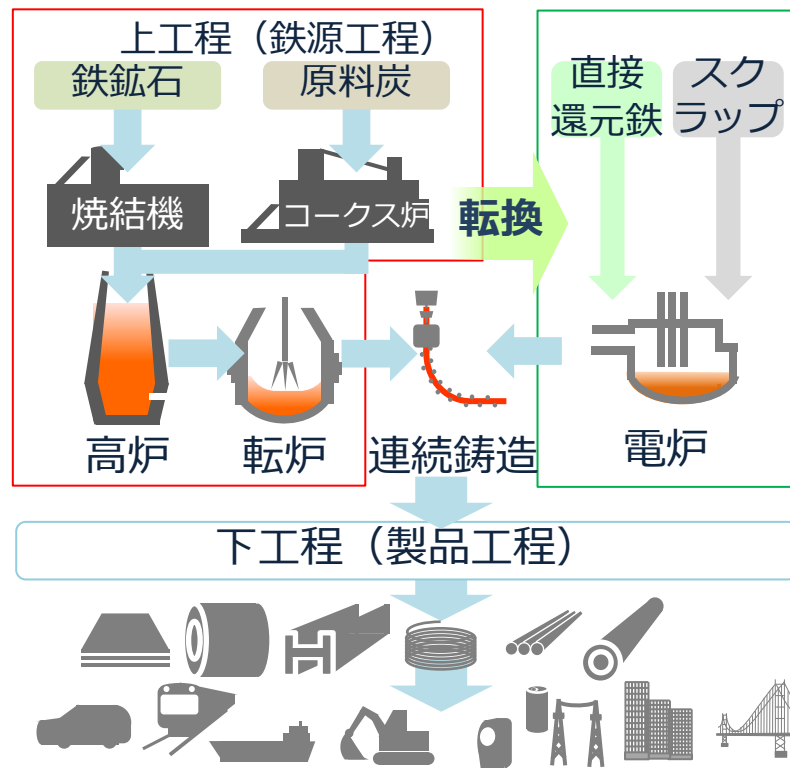 上工程（鉄源工程）
鉄鉱石
原料炭
焼結機
コークス炉
転換
直接
還元鉄
スク
ラップ
高炉
転炉
連続鋳造
電炉
下工程（製品工程）